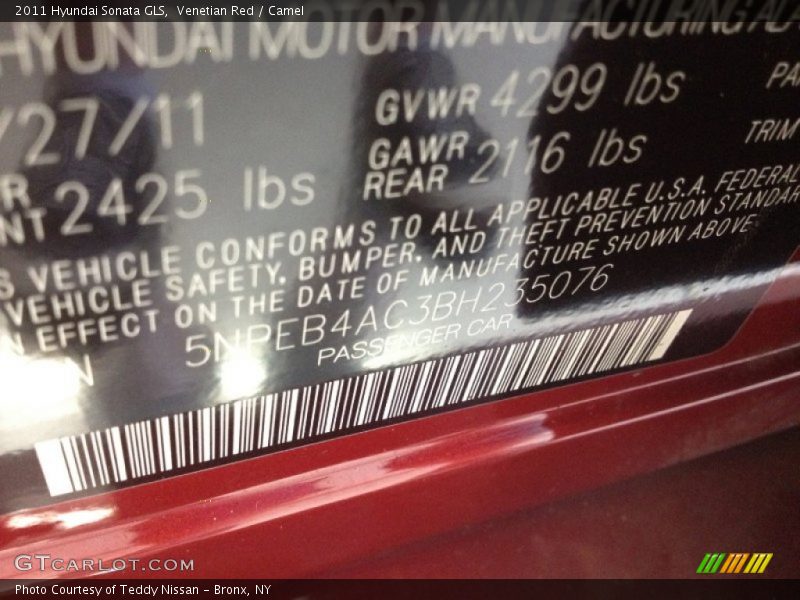 2011 Hyundai Sonata GLS, Venetian Red / Camel
HYUNDAI MOTOR MANUFACTURING
/27/11
GVWR 4299 lbs
2425 lbs
GAWR REAR 2116 lbs
TRIM
VEHICLE CONFORMS TO ALL APPLICABLE U.S.A. FEDERAL
VEHICLE SAFETY, BUMPER, AND THEFT PREVENTION STANDAR
EFFECT ON THE DATE OF MANUFACTURE SHOWN ABOVE
5NPEB4AC3BH235076
PASSENGER CAR
GTCARLOT.COM
Photo Courtesy of Teddy Nissan - Bronx, NY